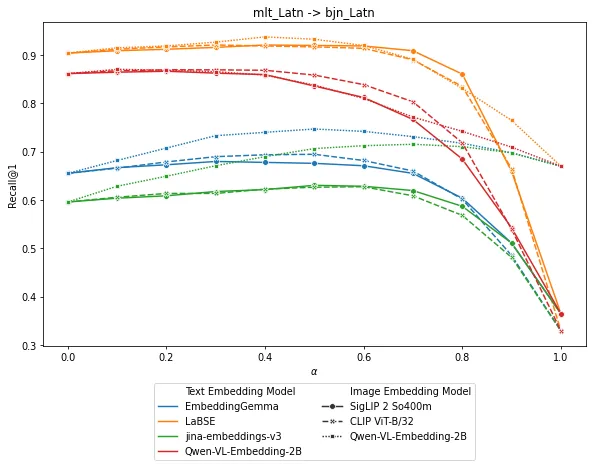 mlt_Latn -> bjn_Latn
Recall@1
0.9
0.8
0.7
0.6
0.5
0.4
0.3
0.0 0.2 0.4 0.6 0.8 1.0
α
Text Embedding Model
EmbeddingGemma
LaBSE
jina-embeddings-v3
Qwen-VL-Embedding-2B
Image Embedding Model
SigLIP 2 So400m
CLIP ViT-B/32
Qwen-VL-Embedding-2B